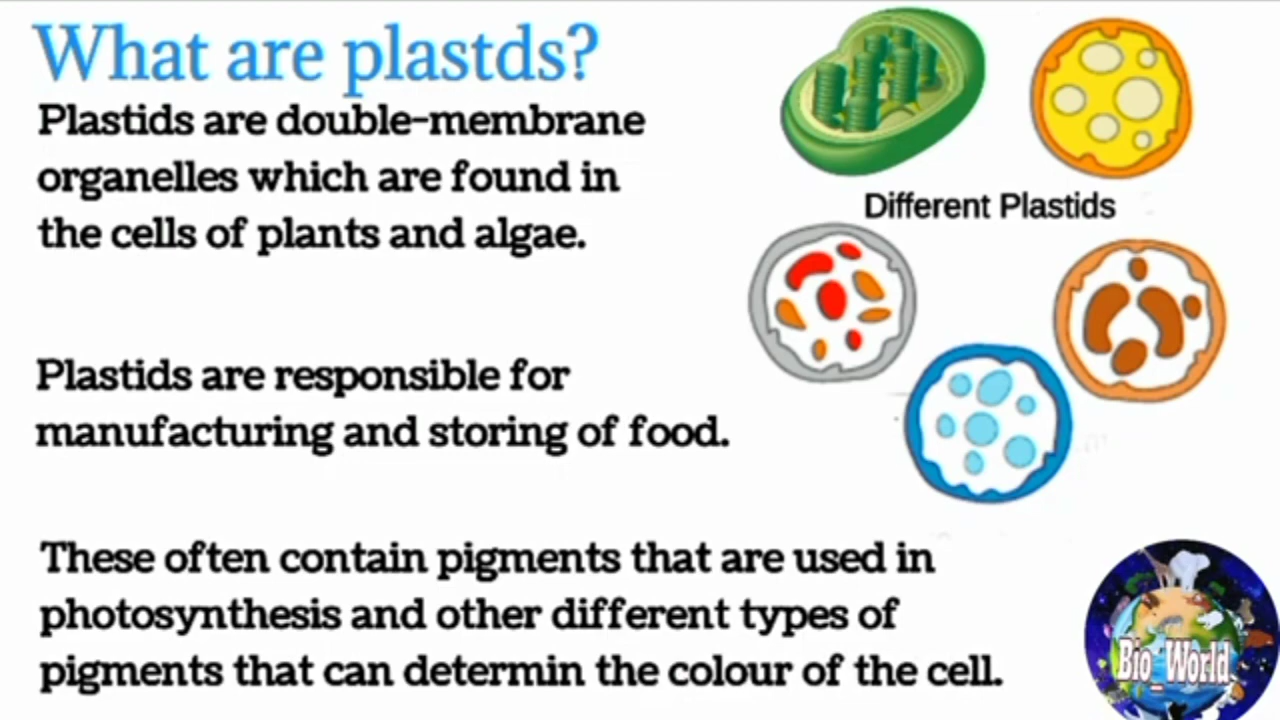 What are plastds?
Plastids are double-membrane
organelles which are found in
the cells of plants and algae.
Different Plastids
Plastids are responsible for
manufacturing and storing of food.
These often contain pigments that are used in
photosynthesis and other different types of
pigments that can determin the colour of the cell.
Bio_World